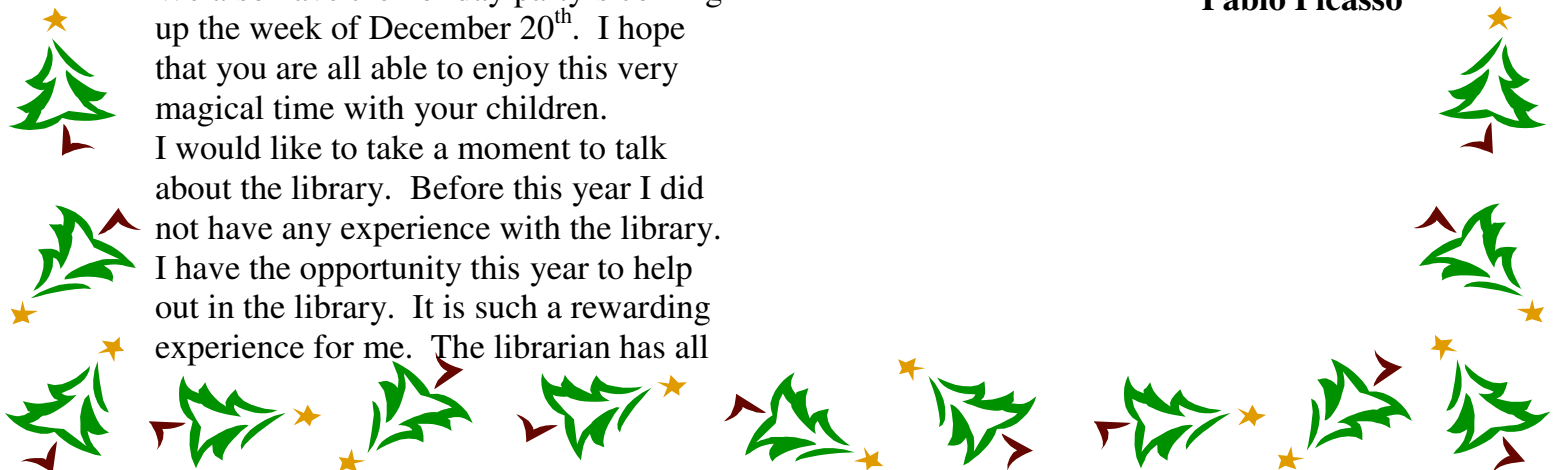 up the week of December 20th.  I hope
that you are all able to enjoy this very
magical time with your children.
I would like to take a moment to talk
about the library.  Before this year I did
not have any experience with the library.
I have the opportunity this year to help
out in the library.  It is such a rewarding
experience for me.  The librarian has all
Pablo Picasso